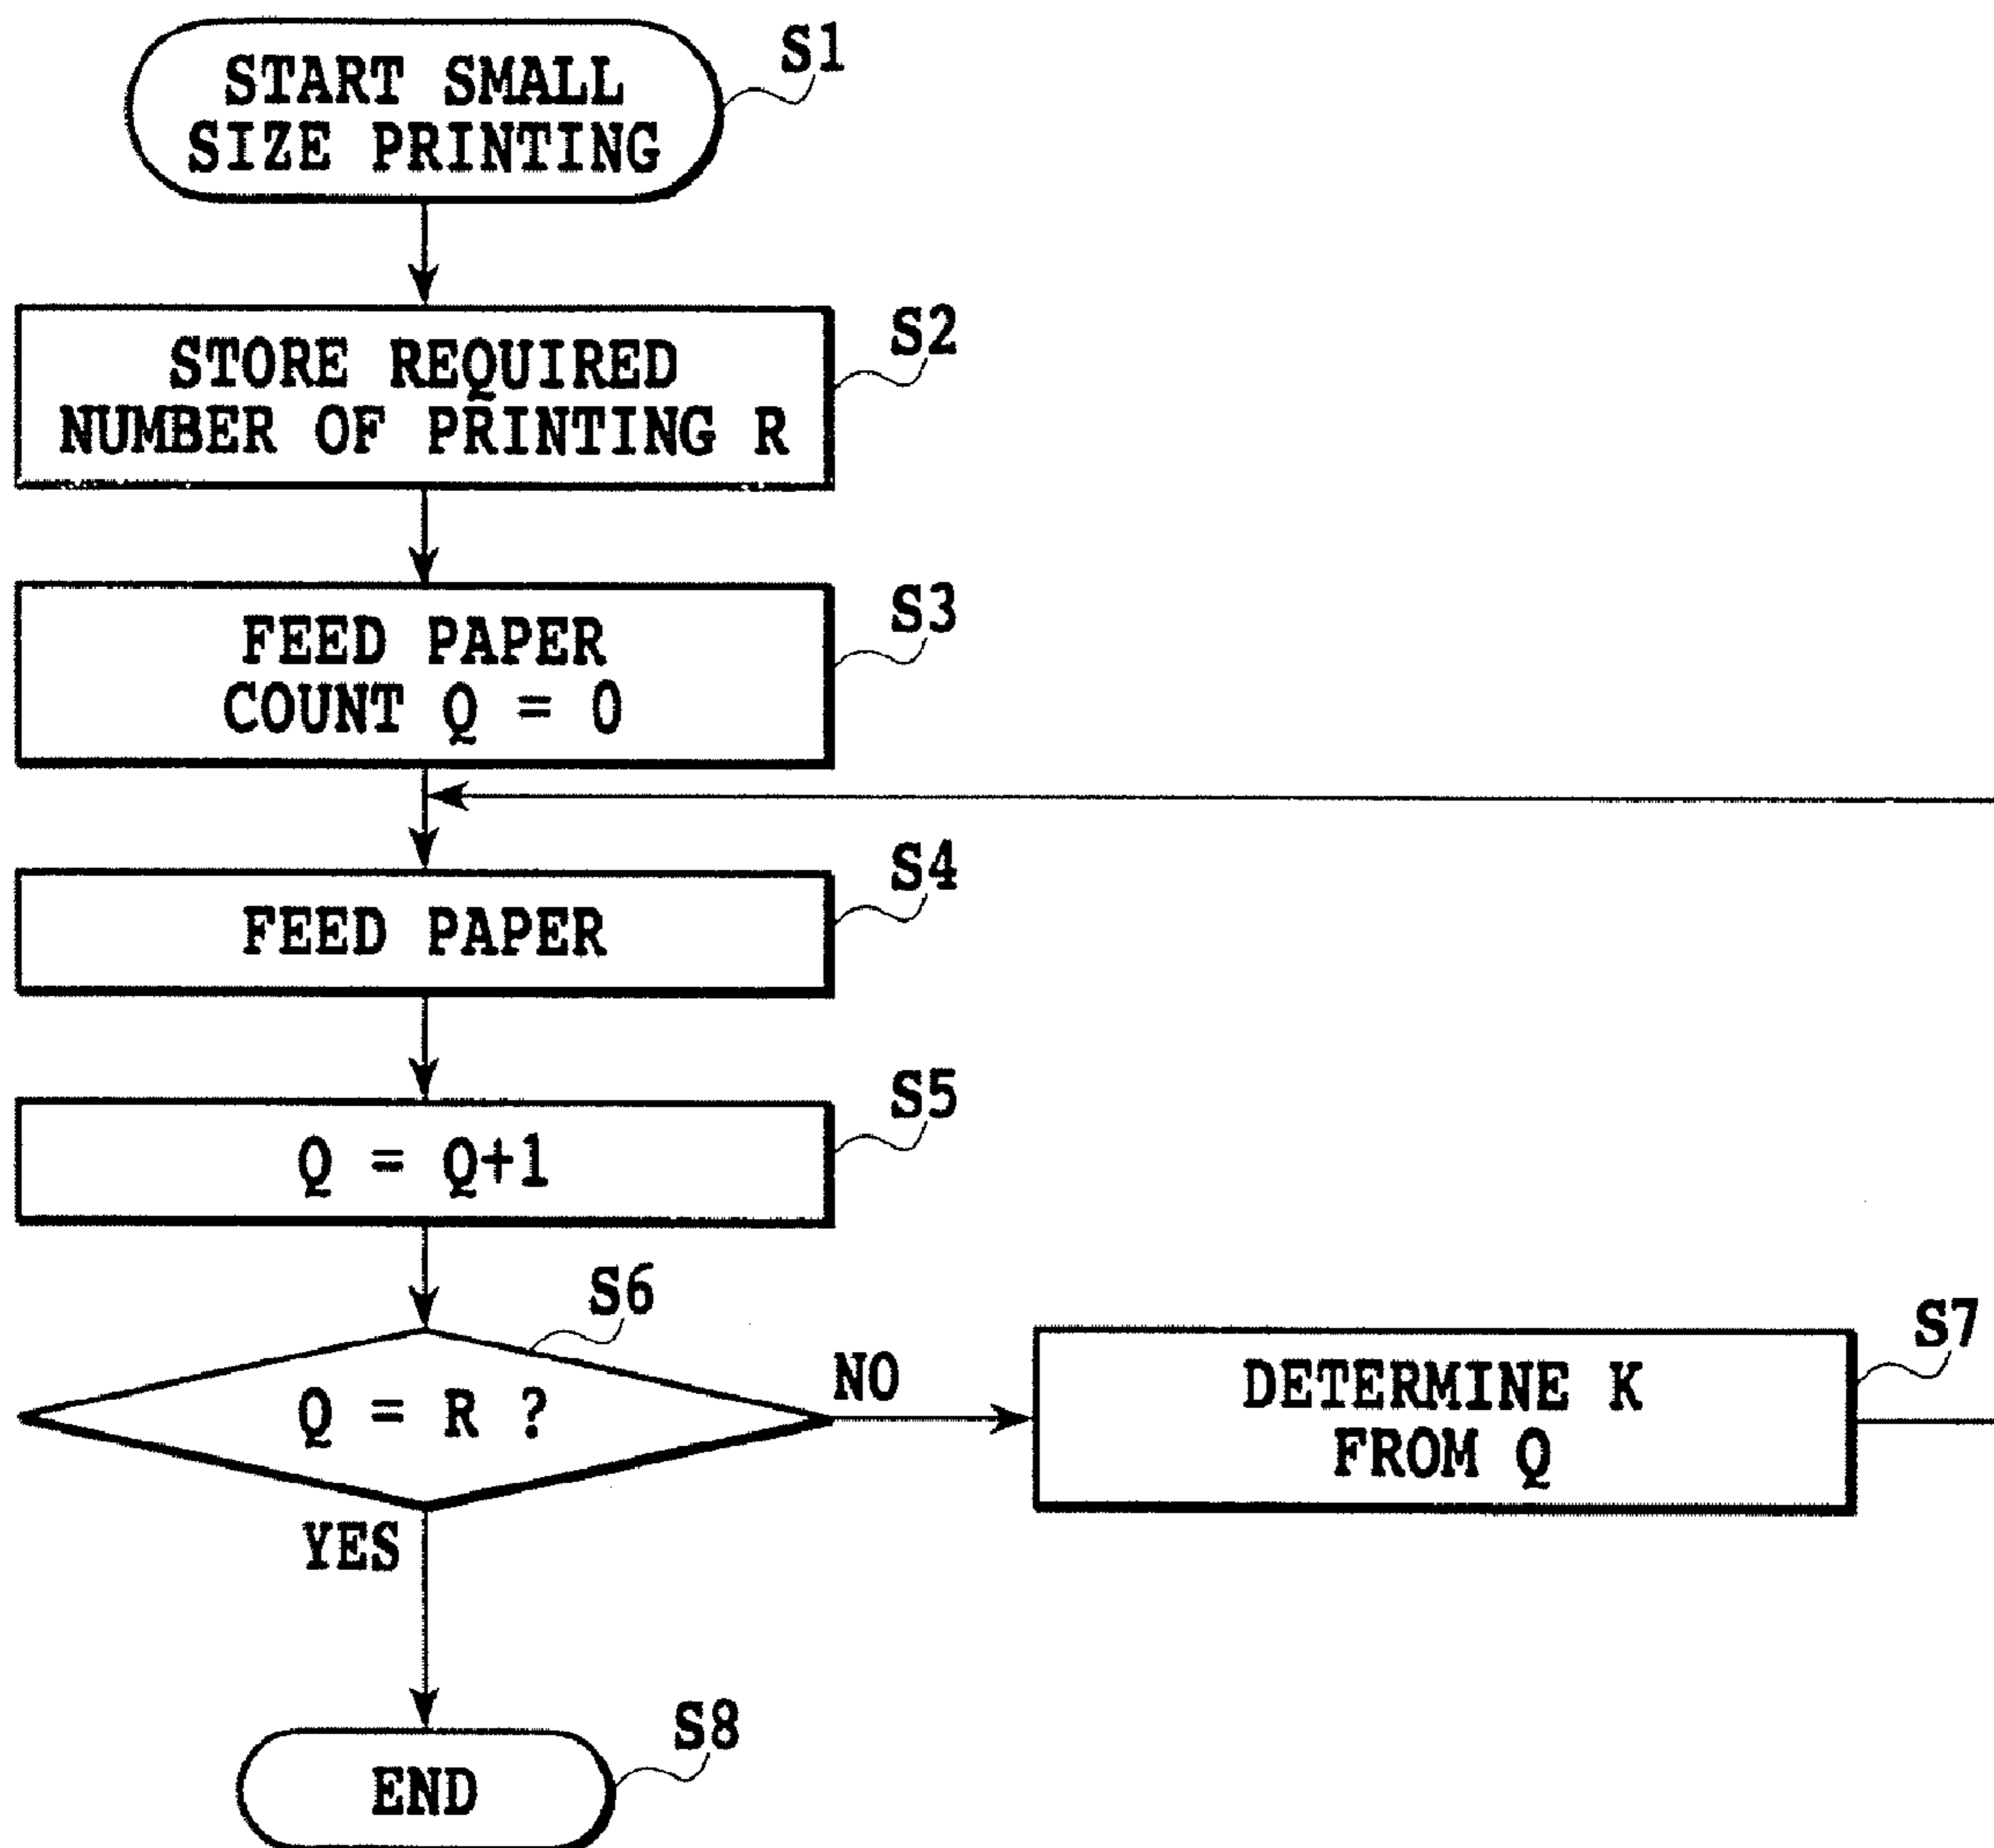 START SMALL
SIZE PRINTING
S1
STORE REQUIRED
NUMBER OF PRINTING R
S2
FEED PAPER
COUNT Q = 0
S3
FEED PAPER
S4
Q = Q+1
S5
Q = R ?
S6
NO
DETERMINE K
FROM Q
S7
YES
END
S8